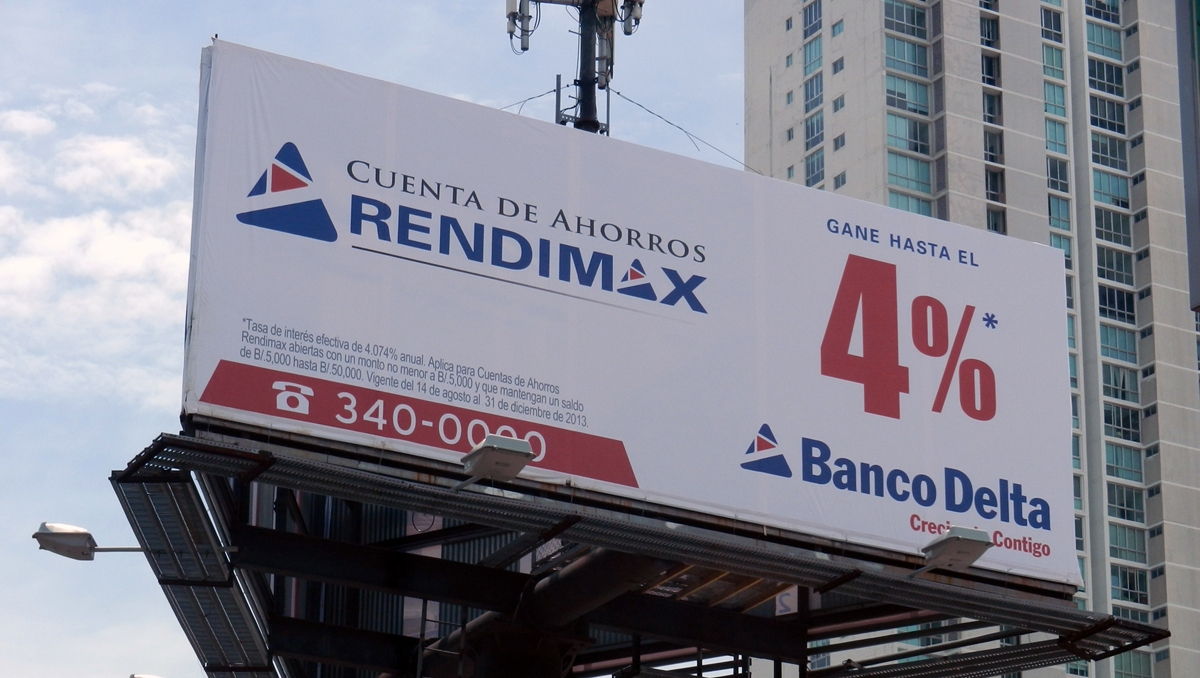 CUENTA DE AHORROS
RENDIMAX
*Tasa de interés efectiva de 4.074% anual. Aplica para Cuentas de Ahorros
Rendimax abiertas con un monto no menor a B/.5,000 y que mantengan un saldo
de B/.5,000 hasta B/.50,000. Vigente del 14 de agosto al 31 de diciembre de 2013.
340-0000
GANE HASTA EL
4%*
Banco Delta
Contigo